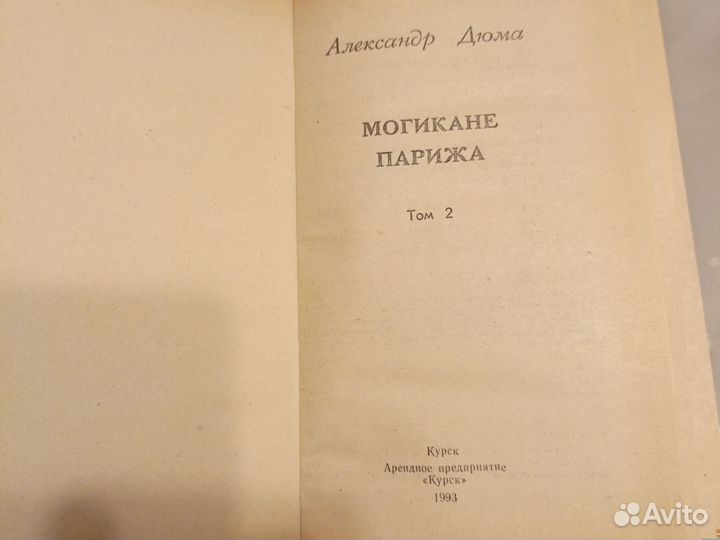 Александр Дюма
МОГИКАНЕ
ПАРИЖА
Том 2
Курск
Арендное предприятие
«Курск»
1993
Avito